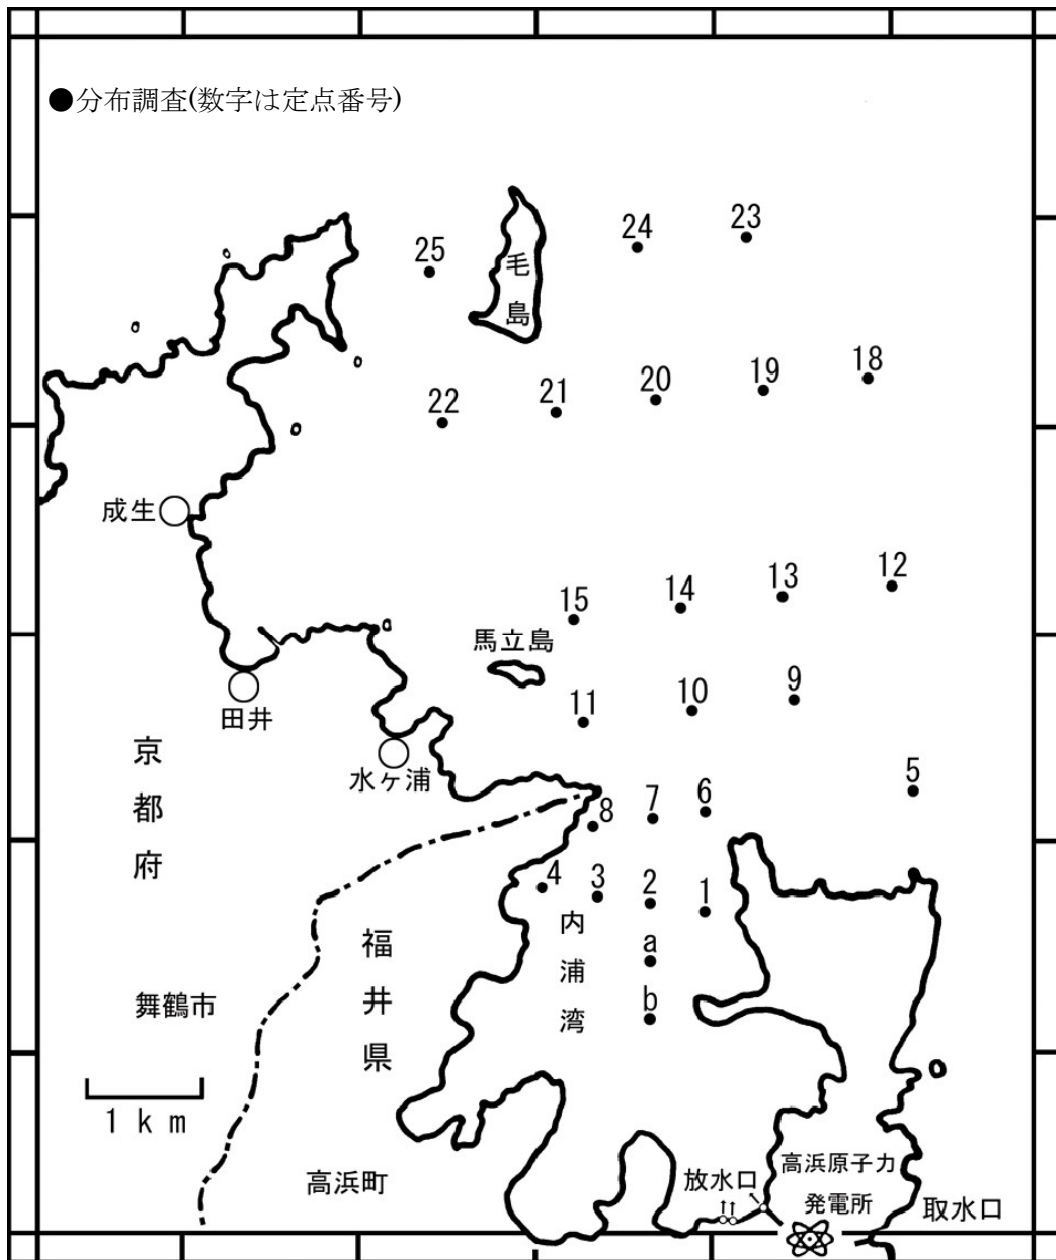 ●分布調査(数字は定点番号)
23
24
25
毛島
18
19
20
21
22
成生
12
13
14
15
馬立島
田井
9
10
11
京都府
水ヶ浦
5
6
7
8
4
3
2
1
内浦湾
a
b
福井県
舞鶴市
1km
高浜町
放水口
高浜原子力
発電所
取水口